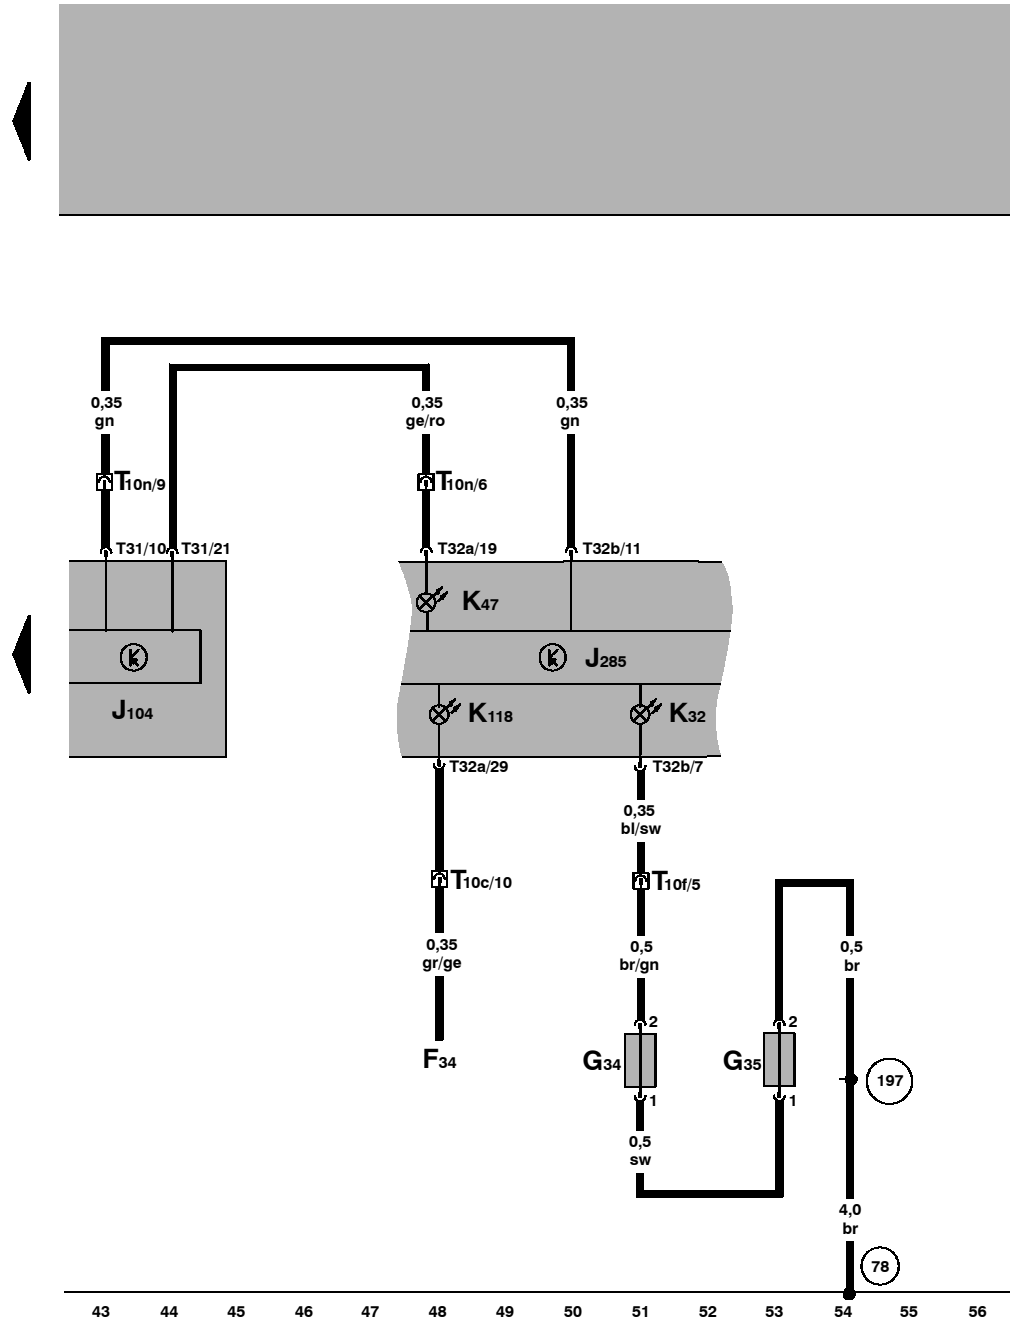 0,35 0,35 0,35
gn ge/ro gn
T10n/9 T10n/6
T31/10 T31/21 T32a/19 T32b/11
K47
J285
J104 K118 K32
T32a/29 T32b/7
0,35
bl/sw
T10c/10 T10f/5
0,35 0,5 0,5
gr/ge br/gn br
2 2
F34 G34 G35
197
1 1
0,5
sw
4,0
br
78
43 44 45 46 47 48 49 50 51 52 53 54 55 56